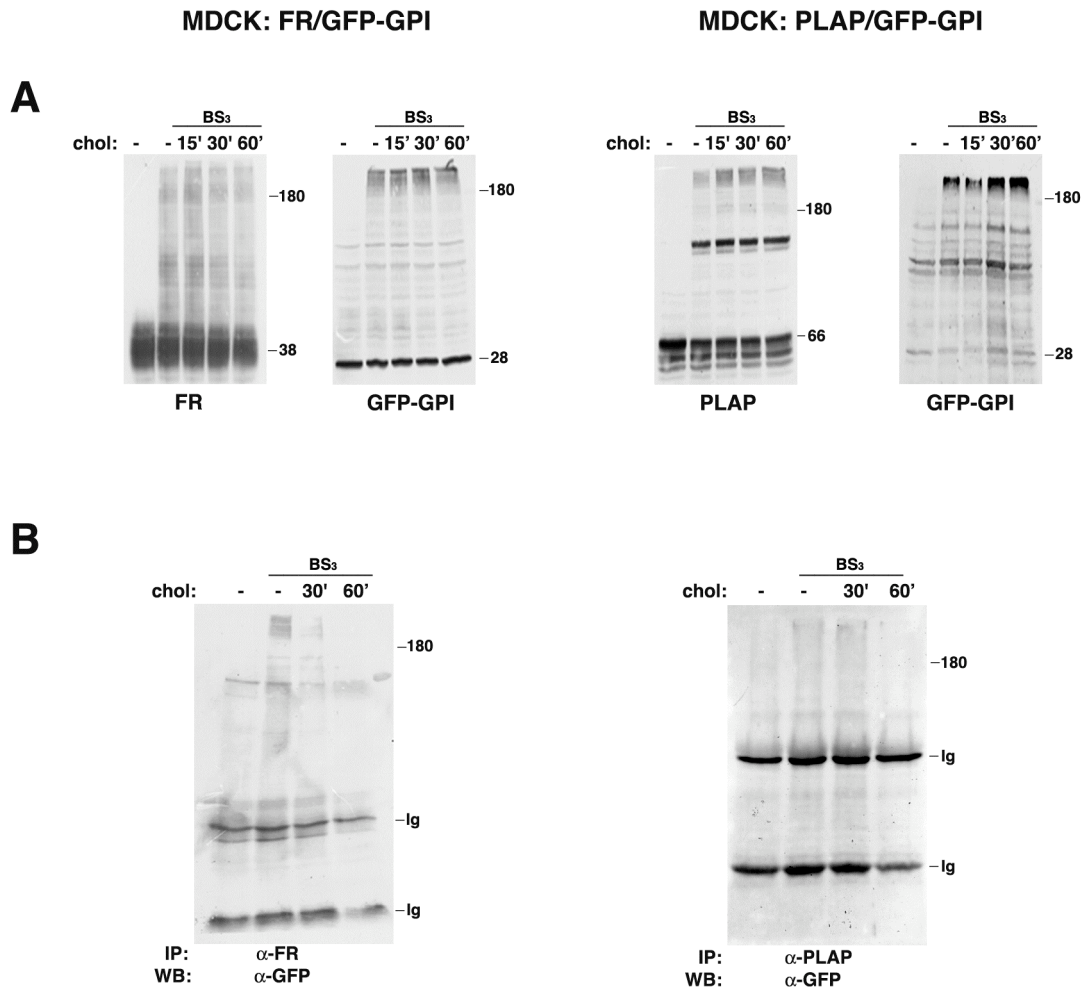 MDCK: FR/GFP-GPI
MDCK: PLAP/GFP-GPI
A
BS3
chol: - - 15' 30' 60'
–180
–38
FR
BS3
- - 15' 30' 60'
–180
–28
GFP-GPI
BS3
chol: - - 15' 30' 60'
–180
–66
PLAP
BS3
- - 15' 30' 60'
–180
–28
GFP-GPI
B
BS3
chol: - - 30' 60'
–180
–Ig
–Ig
IP: α-FR
WB: α-GFP
BS3
chol: - - 30' 60'
–180
–Ig
–Ig
IP: α-PLAP
WB: α-GFP